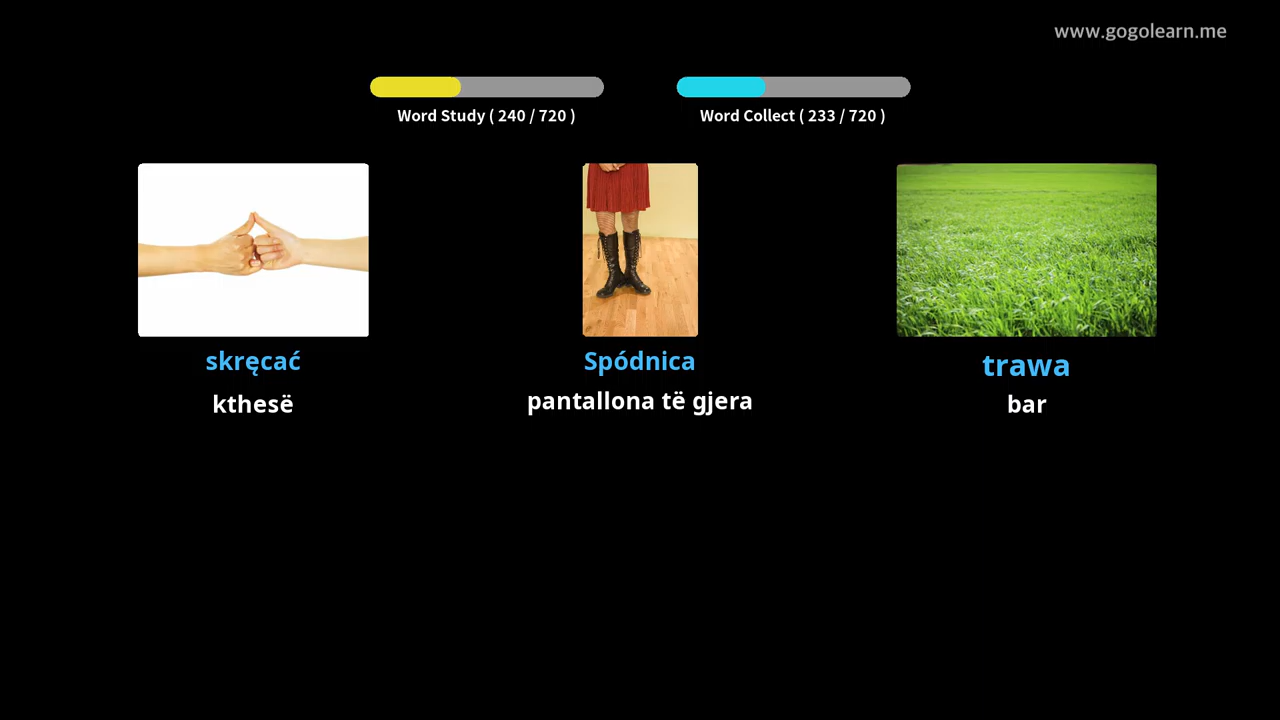 www.gogolearn.me
Word Study ( 240 / 720 )
Word Collect ( 233 / 720 )
skręcać
Spódnica
trawa
kthesë
pantallona të gjera
bar